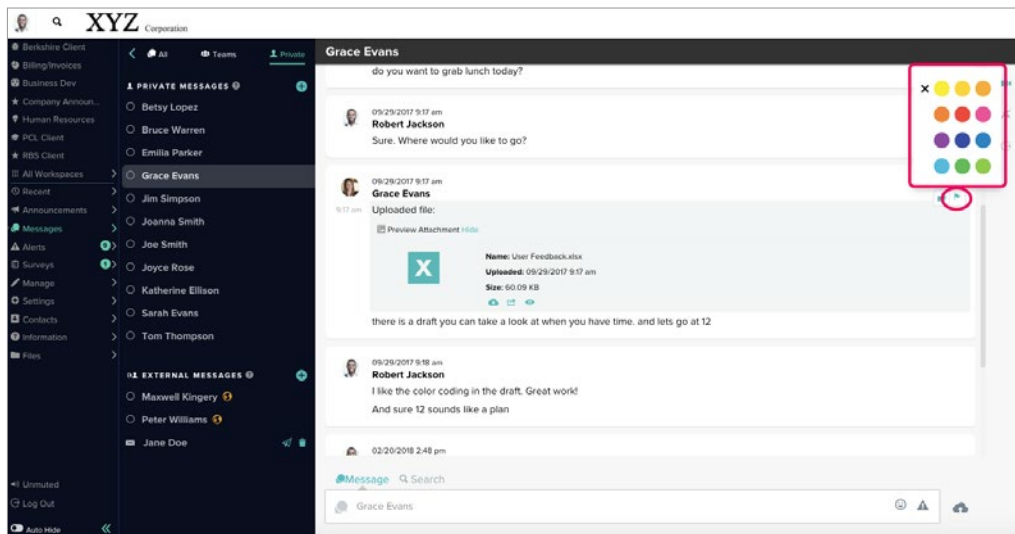 XYZ Corporation
Berkshire Client
Billing/Invoices
Business Dev
Company Announ...
Human Resources
PCL Client
RBS Client
All Workspaces
Recent
Announcements
Messages
Alerts
Surveys
Manage
Settings
Contacts
Information
Files
Unmuted
Log Out
Auto Hide
All
Teams
Private
PRIVATE MESSAGES
Betsy Lopez
Bruce Warren
Emilia Parker
Grace Evans
Jim Simpson
Joanna Smith
Joe Smith
Joyce Rose
Katherine Ellison
Sarah Evans
Tom Thompson
EXTERNAL MESSAGES
Maxwell Kingery
Peter Williams
Jane Doe
Grace Evans
do you want to grab lunch today?
09/29/2017 9:17 am
Robert Jackson
Sure. Where would you like to go?
09/29/2017 9:17 am
Grace Evans
9:17 am Uploaded file:
Preview Attachment Hide
X
Name: User Feedback.xlsx
Uploaded: 09/29/2017 9:17 am
Size: 60.09 KB
there is a draft you can take a look at when you have time. and lets go at 12
09/29/2017 9:18 am
Robert Jackson
I like the color coding in the draft. Great work!
And sure 12 sounds like a plan
02/20/2018 2:48 pm
Message
Search
Grace Evans